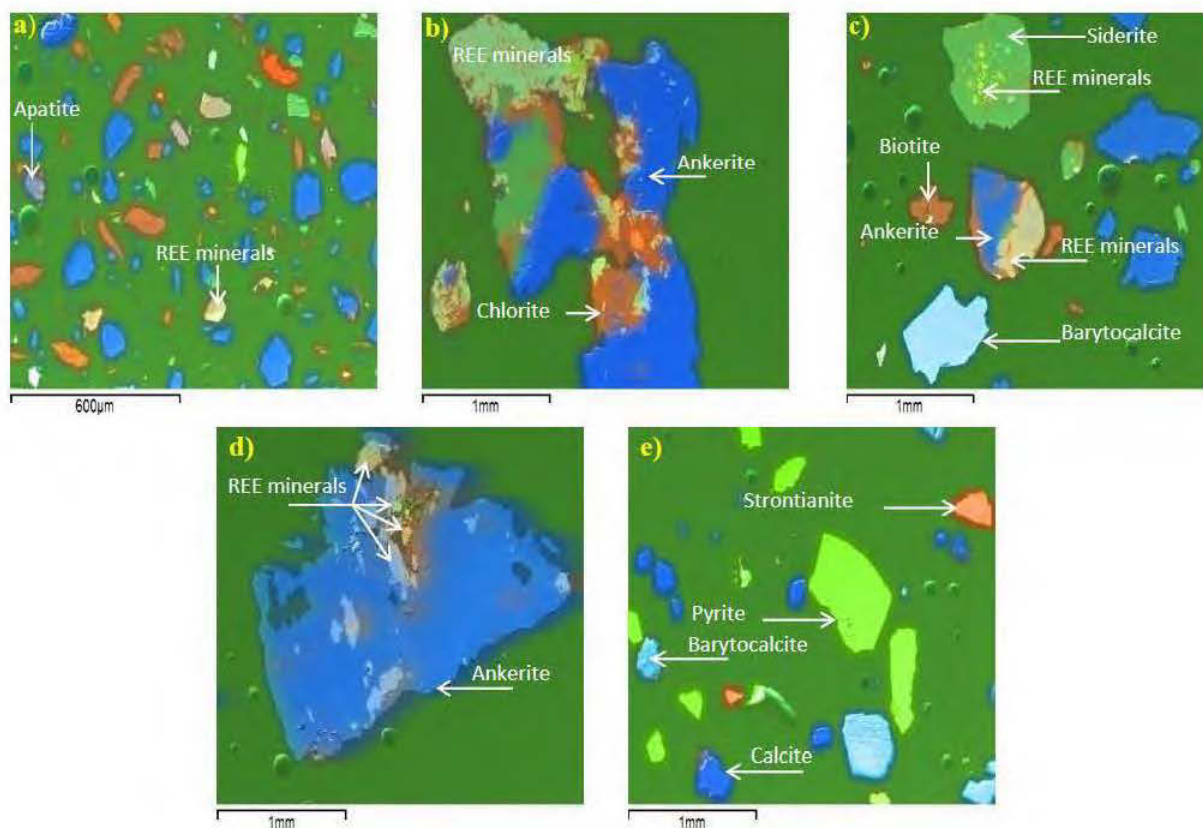 a)
Apatite
REE minerals
600µm
b)
REE minerals
Ankerite
Chlorite
1mm
c)
Siderite
REE minerals
Biotite
Ankerite
REE minerals
Barytocalcite
1mm
d)
REE minerals
Ankerite
1mm
e)
Strontianite
Pyrite
Barytocalcite
Calcite
1mm